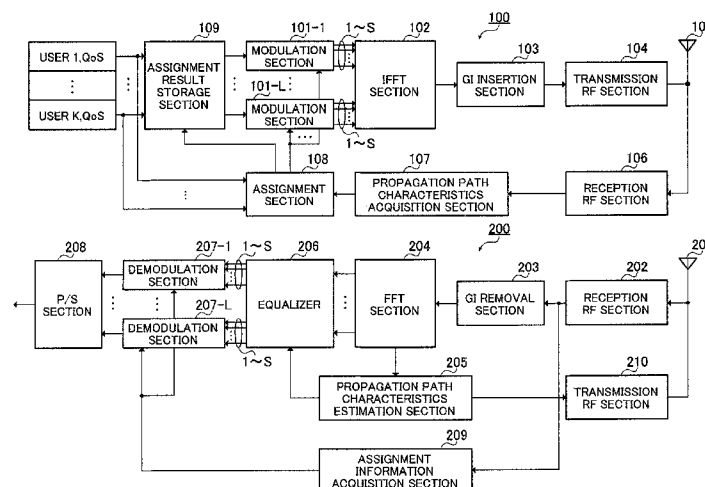 100
109
101-1
1~S
102
103
104
10
USER 1,QoS
ASSIGNMENT
RESULT
STORAGE
SECTION
MODULATION
SECTION
101-L
IFFT
SECTION
GI INSERTION
SECTION
TRANSMISSION
RF SECTION
USER K,QoS
MODULATION
SECTION
1~S
108
107
106
ASSIGNMENT
SECTION
PROPAGATION PATH
CHARACTERISTICS
ACQUISITION SECTION
RECEPTION
RF SECTION
200
208
207-1
1~S
206
204
203
202
20
P/S
SECTION
DEMODULATION
SECTION
207-L
DEMODULATION
SECTION
EQUALIZER
1~S
FFT
SECTION
GI REMOVAL
SECTION
RECEPTION
RF SECTION
205
210
PROPAGATION PATH
CHARACTERISTICS
ESTIMATION SECTION
TRANSMISSION
RF SECTION
209
ASSIGNMENT
INFORMATION
ACQUISITION SECTION